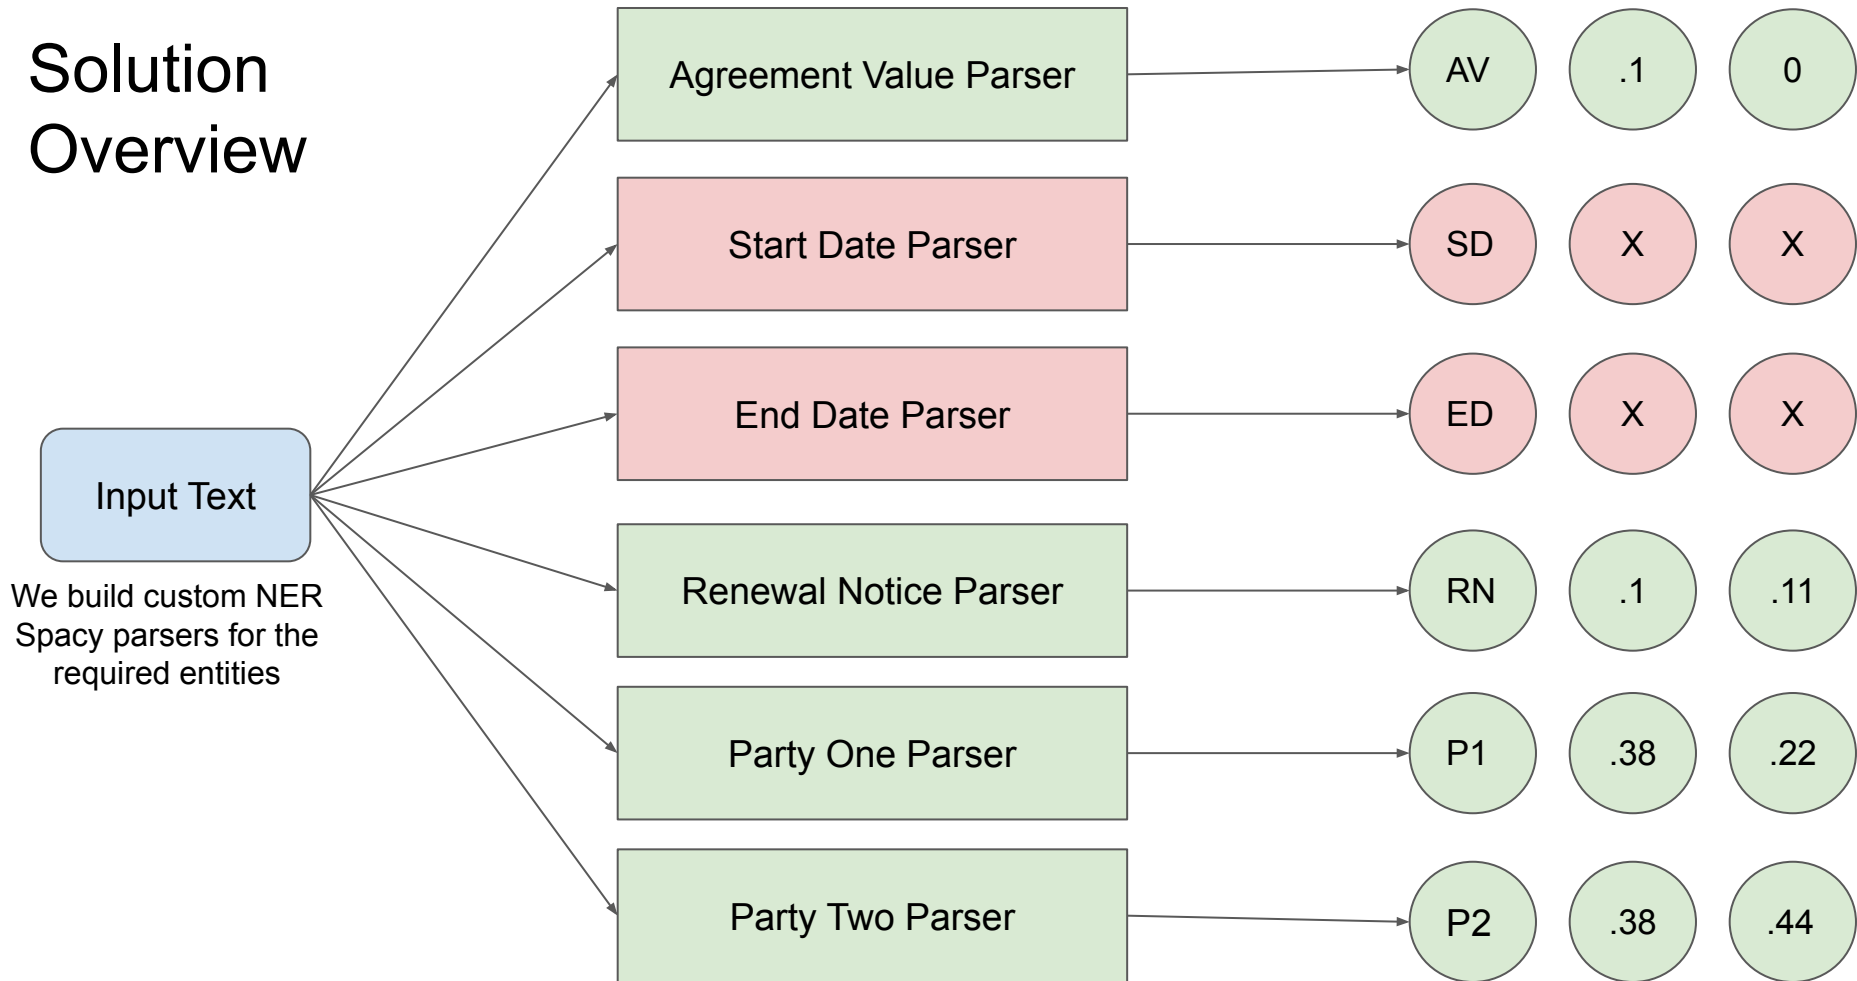 Solution
Overview
Agreement Value Parser
AV
.1
0
Start Date Parser
SD
X
X
End Date Parser
ED
X
X
Input Text
We build custom NER
Spacy parsers for the
required entities
Renewal Notice Parser
RN
.1
.11
Party One Parser
P1
.38
.22
Party Two Parser
P2
.38
.44